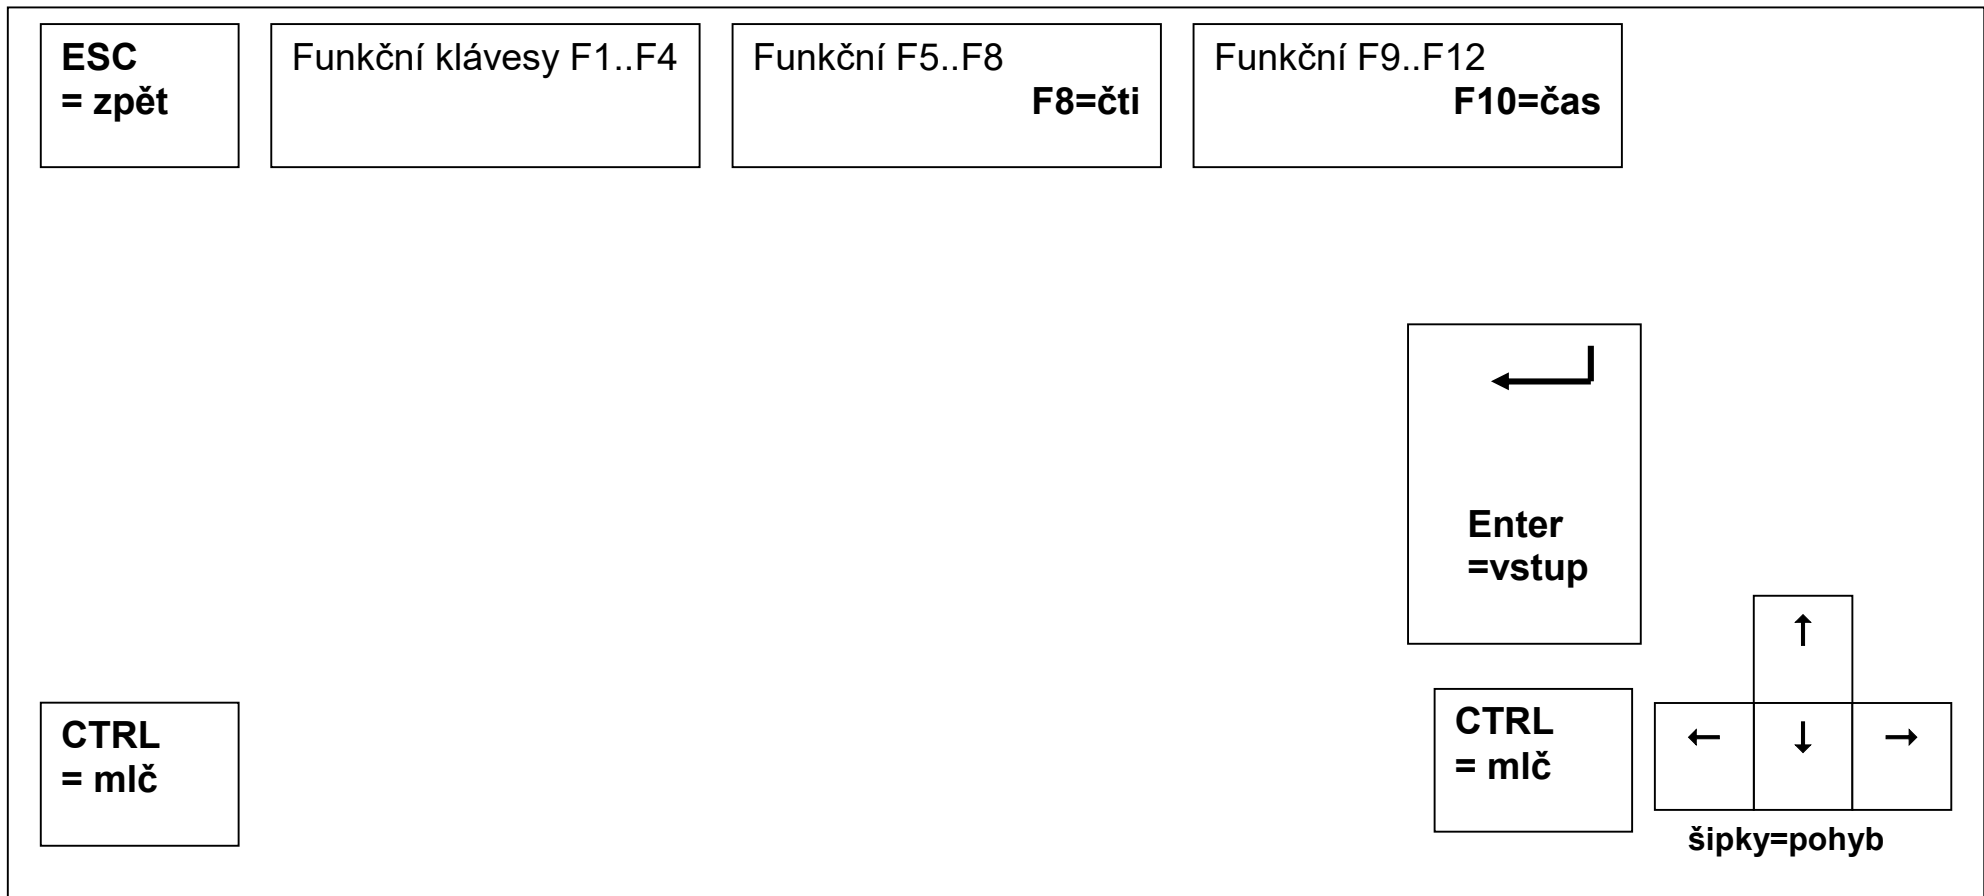 ESC
= zpět
Funkční klávesy F1..F4
Funkční F5..F8
F8=čti
Funkční F9..F12
F10=čas
Enter
=vstup
↑
CTRL
= mlč
CTRL
= mlč
← ↓ →
šipky=pohyb